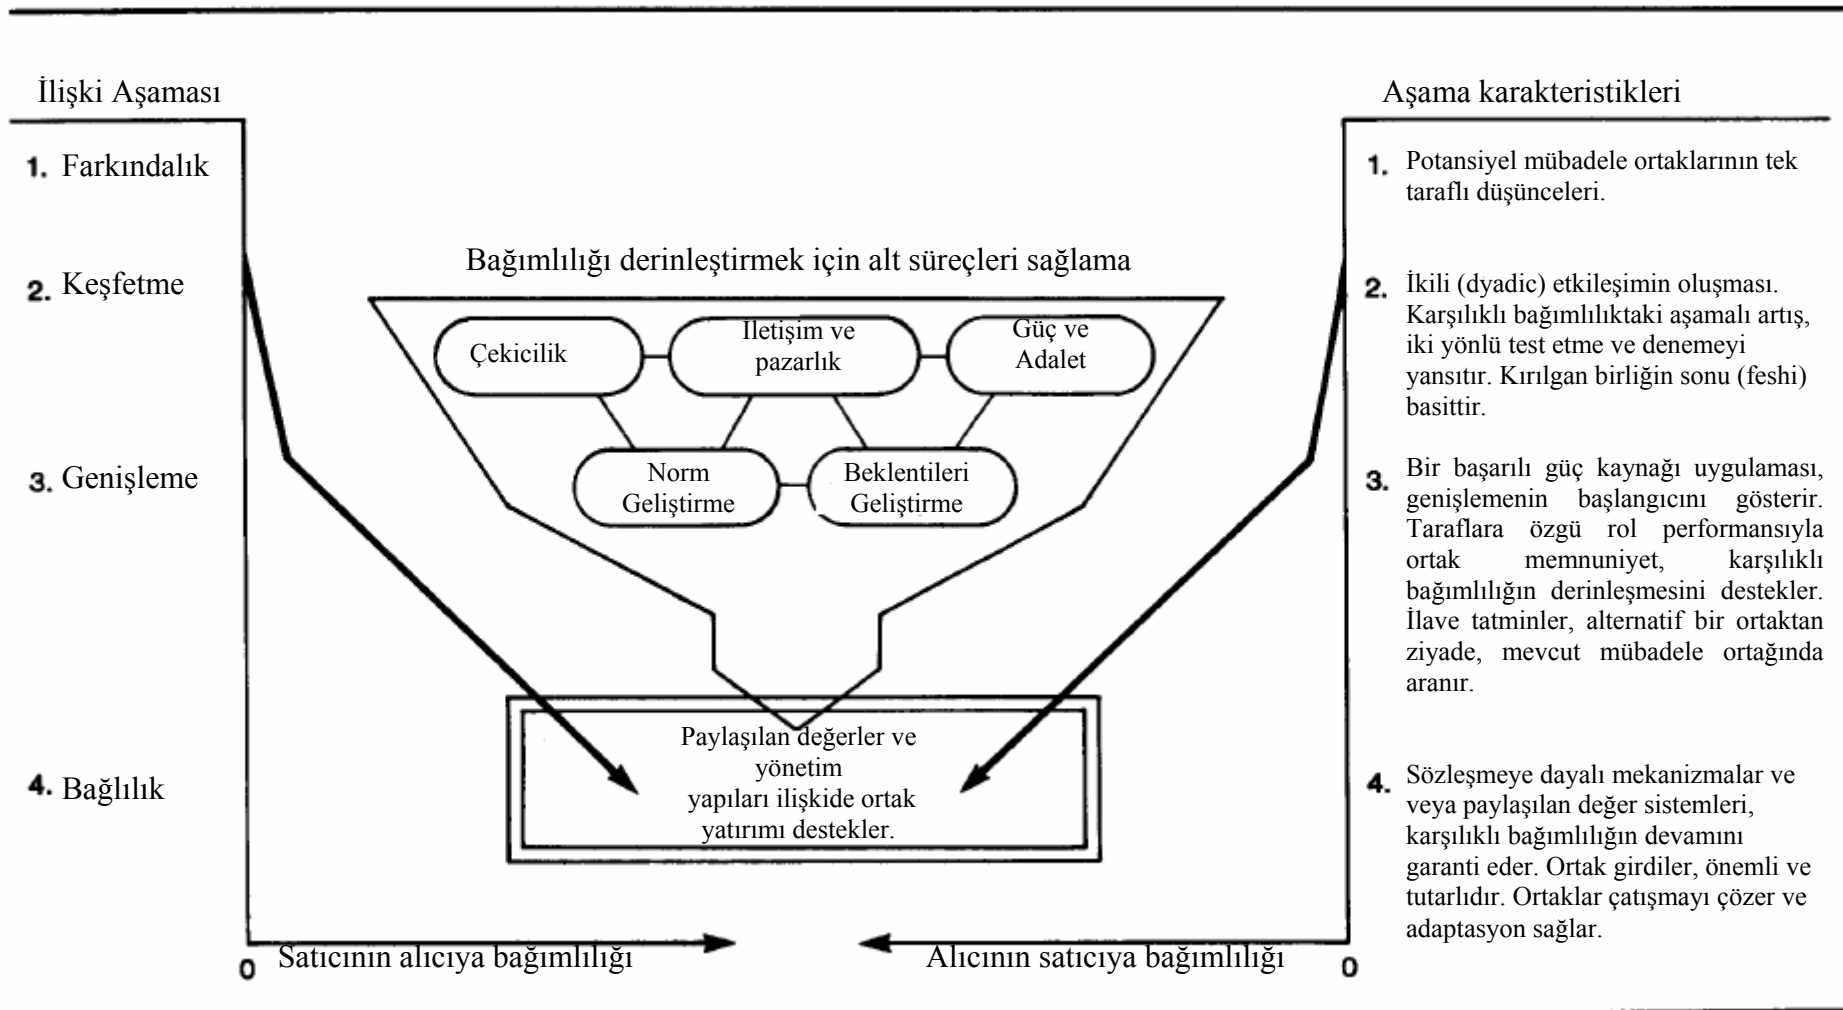 İlişki Aşaması
Aşama karakteristikleri
1. Farkındalık
2. Keşfetme
3. Genişleme
4. Bağlılık
Bağımlılığı derinleştirmek için alt süreçleri sağlama
Çekicilik
İletişim ve
pazarlık
Güç ve
Adalet
Norm
Geliştirme
Beklentileri
Geliştirme
Paylaşılan değerler ve
yönetim
yapıları ilişkide ortak
yatırımı destekler.
1. Potansiyel mübadele ortaklarının tek
taraflı düşünceleri.
2. İkili (dyadic) etkileşimin oluşması.
Karşılıklı bağımlılıktaki aşamalı artış,
iki yönlü test etme ve denemeyi
yansıtır. Kırılgan birliğin sonu (feshi)
basittir.
3. Bir başarılı güç kaynağı uygulaması,
genişlemenin başlangıcını gösterir.
Taraflara özgü rol performansıyla
ortak memnuniyet, karşılıklı
bağımlılığın derinleşmesini destekler.
İlave tatminler, alternatif bir ortaktan
ziyade, mevcut mübadele ortağında
aranır.
4. Sözleşmeye dayalı mekanizmalar ve
veya paylaşılan değer sistemleri,
karşılıklı bağımlılığın devamını
garanti eder. Ortak girdiler, önemli ve
tutarlıdır. Ortaklar çatışmayı çözer ve
adaptasyon sağlar.
0 Satıcının alıcıya bağımlılığı
Alıcının satıcıya bağımlılığı 0